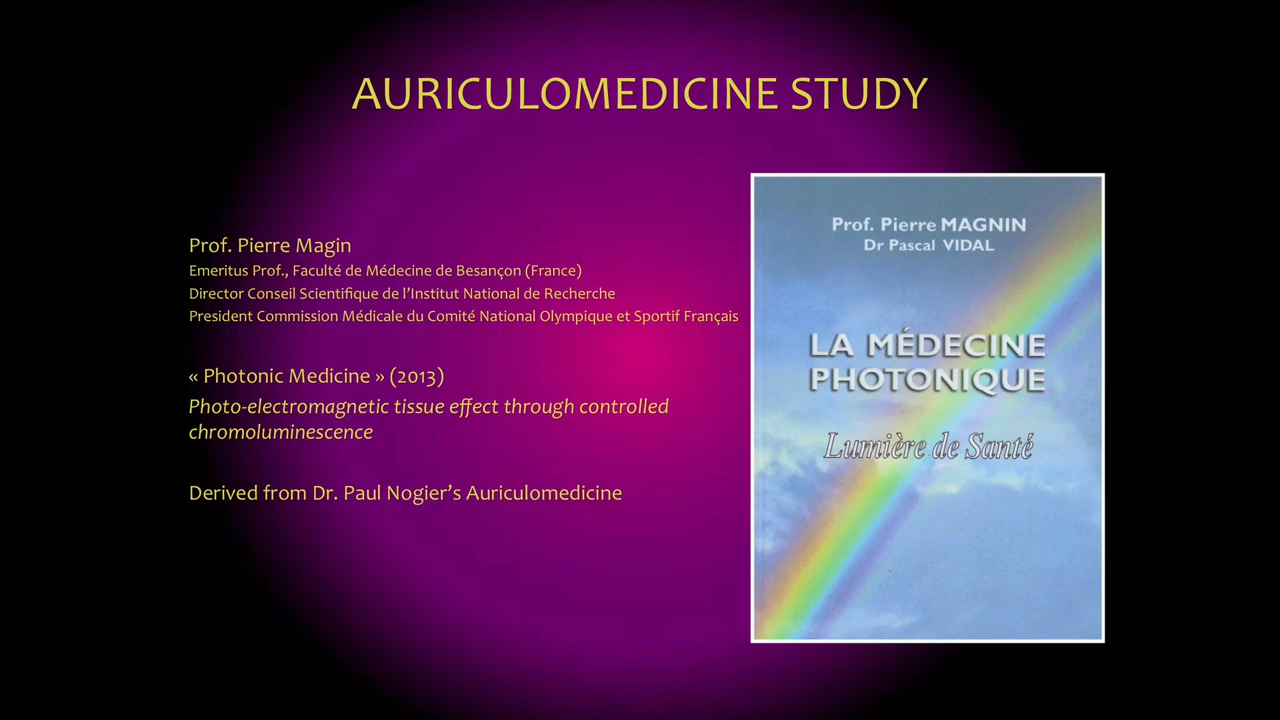 AURICULOMEDICINE STUDY
Prof. Pierre Magin
Emeritus Prof., Faculté de Médecine de Besançon (France)
Director Conseil Scientifique de l’Institut National de Recherche
President Commission Médicale du Comité National Olympique et Sportif Français
« Photonic Medicine » (2013)
Photo-electromagnetic tissue effect through controlled
chromoluminescence
Derived from Dr. Paul Nogier’s Auriculomedicine
Prof. Pierre MAGNIN
Dr Pascal VIDAL
LA MÉDECINE
PHOTONIQUE
Lumière de Santé